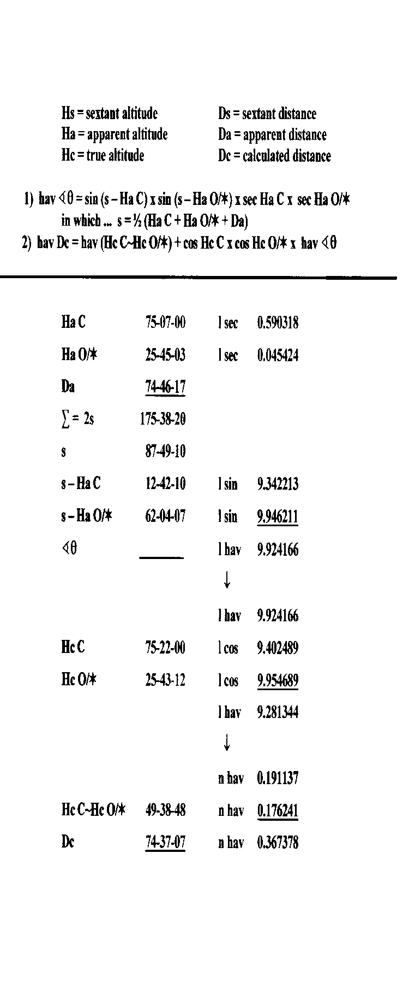 Hs = sextant altitude Ds = sextant distance
Ha = apparent altitude Da = apparent distance
Hc = true altitude Dc = calculated distance
1) hav ∢θ = sin (s – Ha C) x sin (s – Ha O/*) x sec Ha C x sec Ha O/*
in which ... s = ½ (Ha C + Ha O/* + Da)
2) hav Dc = hav (Hc C~Hc O/*) + cos Hc C x cos Hc O/* x hav ∢θ
Ha C 75-07-00 l sec 0.590318
Ha O/* 25-45-03 l sec 0.045424
Da 74-46-17
∑ = 2s 175-38-20
s 87-49-10
s – Ha C 12-42-10 l sin 9.342213
s – Ha O/* 62-04-07 l sin 9.946211
∢θ l hav 9.924166
↓
l hav 9.924166
Hc C 75-22-00 l cos 9.402489
Hc O/* 25-43-12 l cos 9.954689
l hav 9.281344
↓
n hav 0.191137
Hc C~Hc O/* 49-38-48 n hav 0.176241
Dc 74-37-07 n hav 0.367378